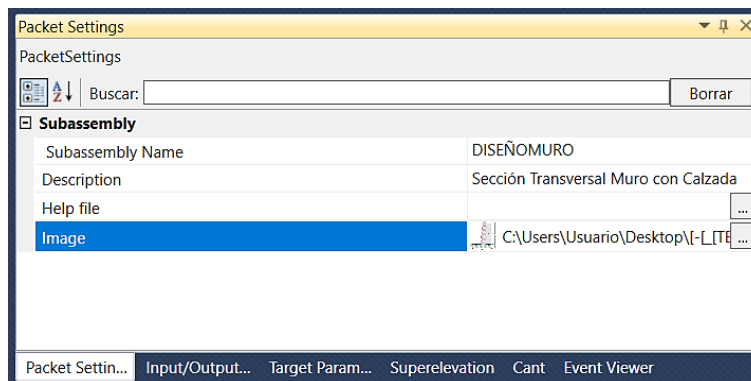 Packet Settings
PacketSettings
Buscar: Borrar
Subassembly
Subassembly Name DISEÑOMURO
Description Sección Transversal Muro con Calzada
Help file ...
Image C:\Users\Usuario\Desktop\[-[_[TE ...
Packet Settin... Input/Output... Target Param... Superelevation Cant Event Viewer